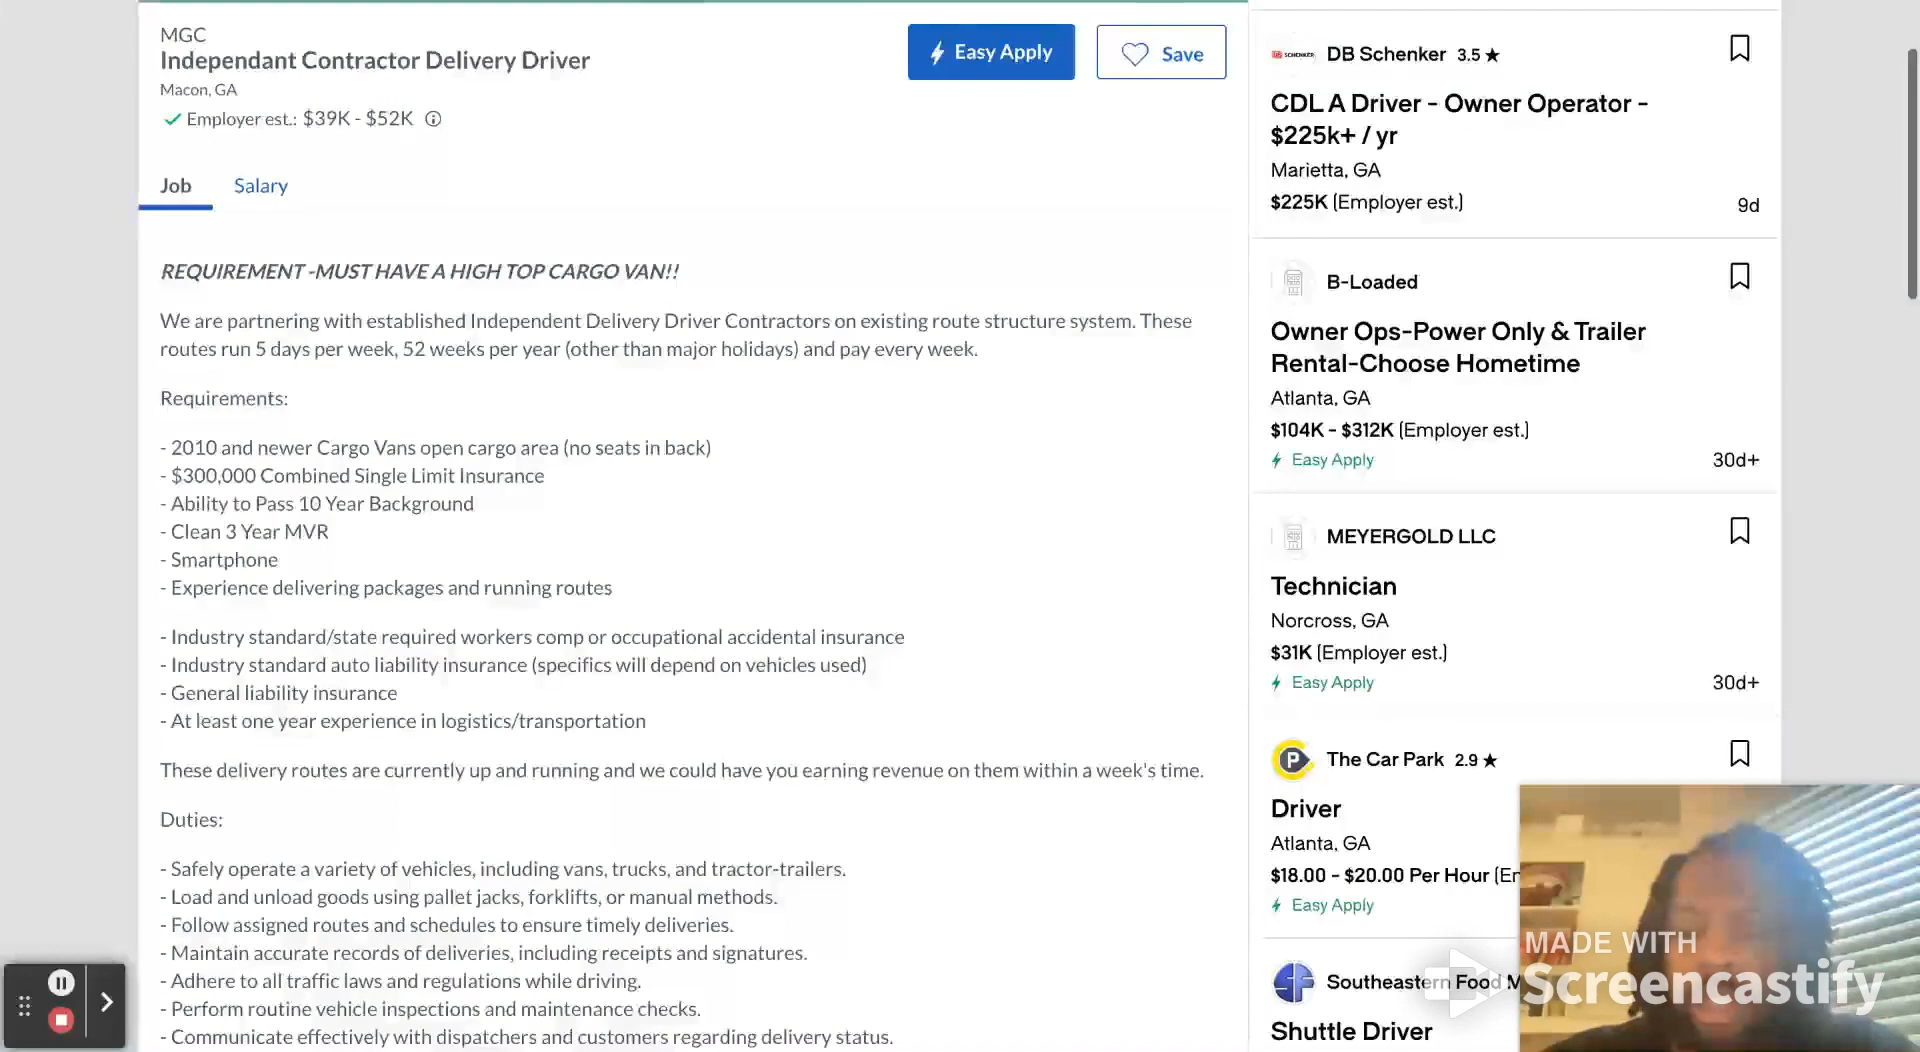 MGC
Independant Contractor Delivery Driver
Macon, GA
Employer est.: $39K - $52K
Easy Apply
Save
Job
Salary
REQUIREMENT -MUST HAVE A HIGH TOP CARGO VAN!!
We are partnering with established Independent Delivery Driver Contractors on existing route structure system. These
routes run 5 days per week, 52 weeks per year (other than major holidays) and pay every week.
Requirements:
- 2010 and newer Cargo Vans open cargo area (no seats in back)
- $300,000 Combined Single Limit Insurance
- Ability to Pass 10 Year Background
- Clean 3 Year MVR
- Smartphone
- Experience delivering packages and running routes
- Industry standard/state required workers comp or occupational accidental insurance
- Industry standard auto liability insurance (specifics will depend on vehicles used)
- General liability insurance
- At least one year experience in logistics/transportation
These delivery routes are currently up and running and we could have you earning revenue on them within a week's time.
Duties:
- Safely operate a variety of vehicles, including vans, trucks, and tractor-trailers.
- Load and unload goods using pallet jacks, forklifts, or manual methods.
- Follow assigned routes and schedules to ensure timely deliveries.
- Maintain accurate records of deliveries, including receipts and signatures.
- Adhere to all traffic laws and regulations while driving.
- Perform routine vehicle inspections and maintenance checks.
- Communicate effectively with dispatchers and customers regarding delivery status.
DB SCHENKER
DB Schenker 3.5 ★
CDL A Driver - Owner Operator -
$225k+ / yr
Marietta, GA
$225K (Employer est.)
9d
B-Loaded
Owner Ops-Power Only & Trailer
Rental-Choose Hometime
Atlanta, GA
$104K - $312K (Employer est.)
Easy Apply
30d+
MEYERGOLD LLC
Technician
Norcross, GA
$31K (Employer est.)
Easy Apply
30d+
P
The Car Park 2.9 ★
Driver
Atlanta, GA
$18.00 - $20.00 Per Hour (En
Easy Apply
Southeastern Food M
Shuttle Driver
MADE WITH
Screencastify